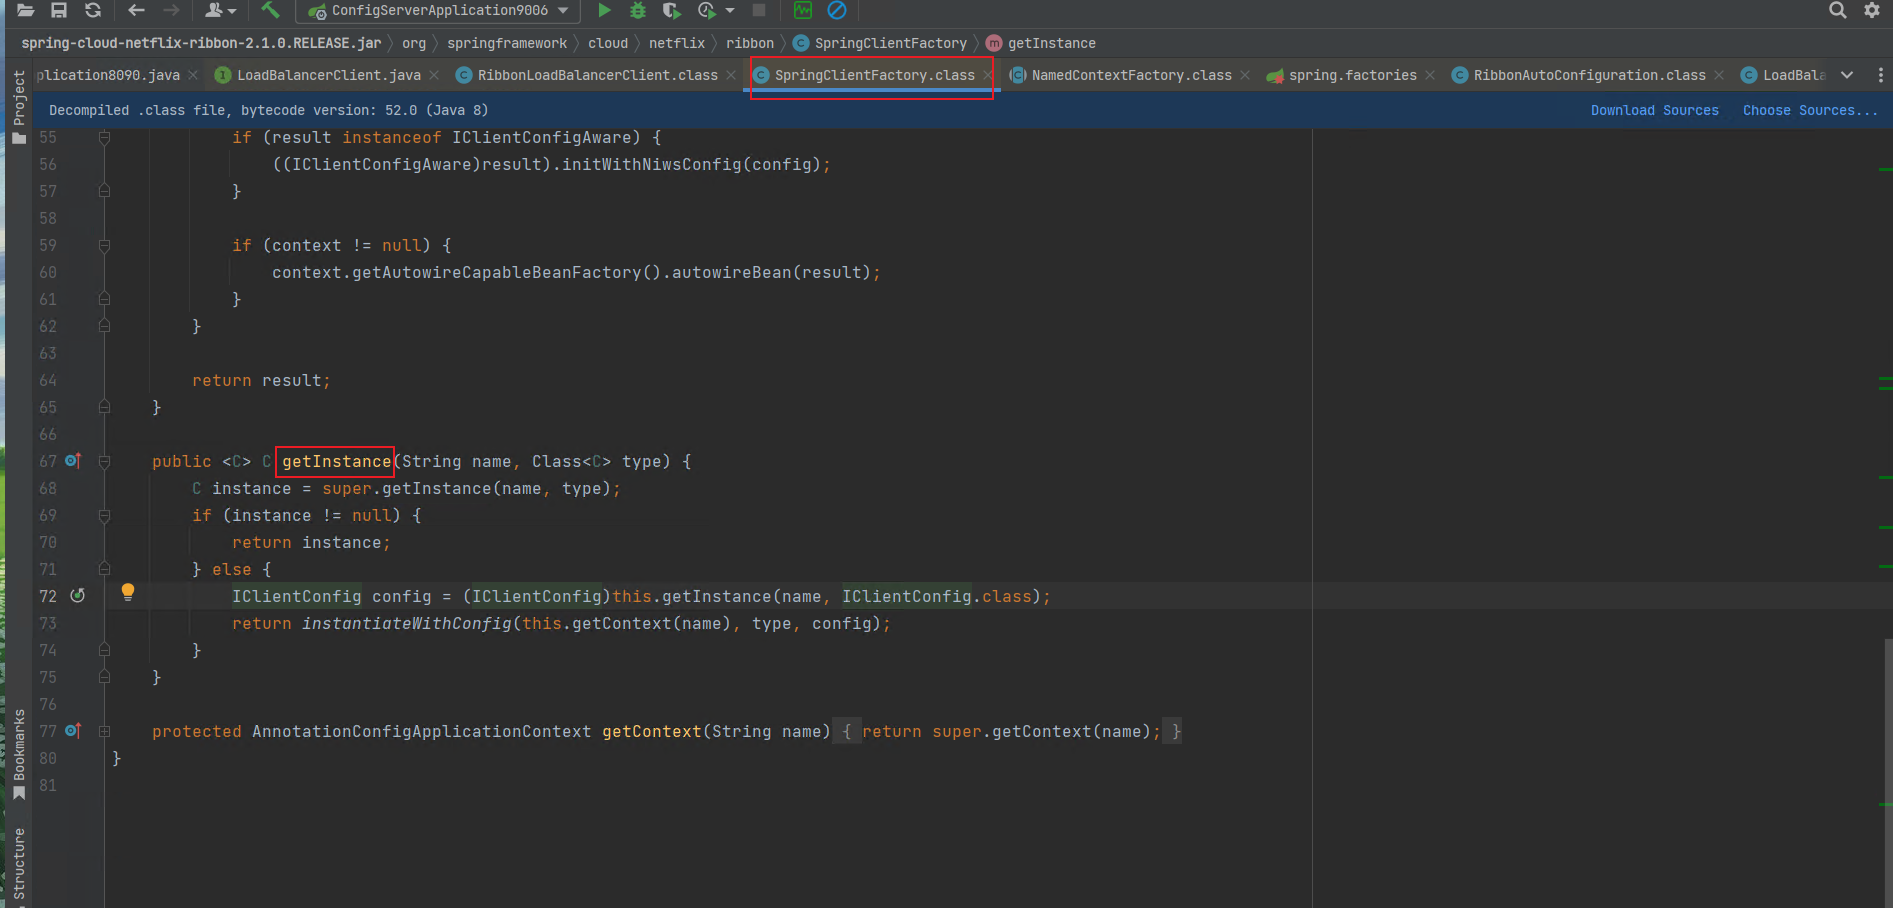 ConfigServerApplication9006
spring-cloud-netflix-ribbon-2.1.0.RELEASE.jar org springframework cloud netflix ribbon SpringClientFactory getInstance
plication8090.java LoadBalancerClient.java RibbonLoadBalancerClient.class SpringClientFactory.class NamedContextFactory.class spring.factories RibbonAutoConfiguration.class LoadBala
Project
Decompiled .class file, bytecode version: 52.0 (Java 8) Download Sources Choose Sources...
55 if (result instanceof IClientConfigAware) {
56 ((IClientConfigAware)result).initWithNiwsConfig(config);
57 }
58
59 if (context != null) {
60 context.getAutowireCapableBeanFactory().autowireBean(result);
61 }
62 }
63
64 return result;
65 }
66
67 public <C> C getInstance(String name, Class<C> type) {
68 C instance = super.getInstance(name, type);
69 if (instance != null) {
70 return instance;
71 } else {
72 IClientConfig config = (IClientConfig)this.getInstance(name, IClientConfig.class);
73 return instantiateWithConfig(this.getContext(name), type, config);
74 }
75 }
76
77 protected AnnotationConfigApplicationContext getContext(String name) { return super.getContext(name); }
80 }
81
Bookmarks
Structure